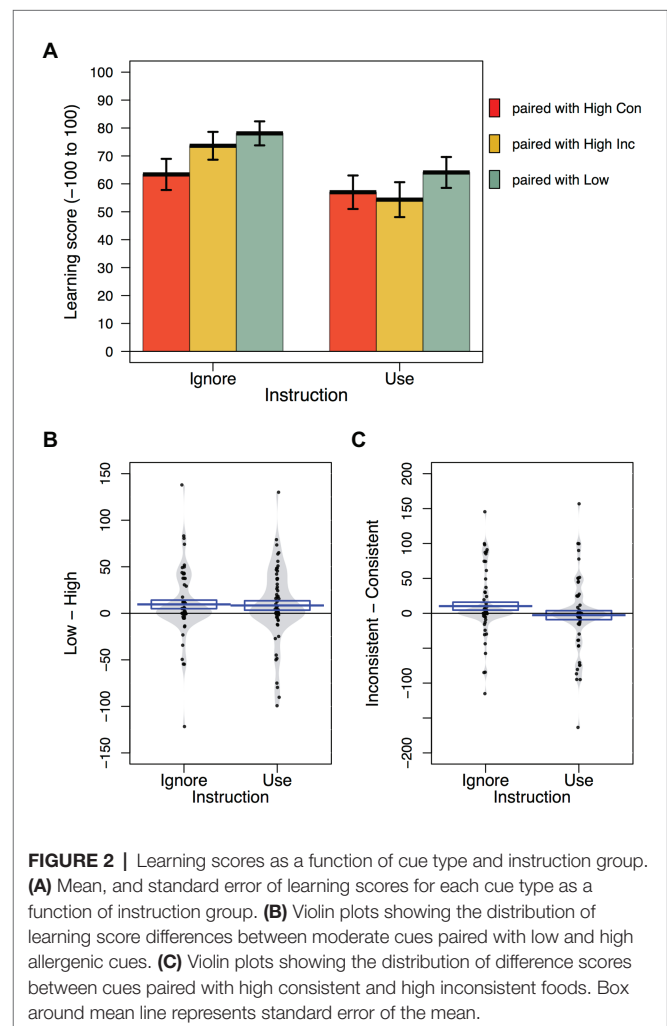 A
Learning score (−100 to 100)
100
90
80
70
60
50
40
30
20
10
0
Ignore
Use
Instruction
paired with High Con
paired with High Inc
paired with Low
B
Low − High
150
100
50
0
−50
−100
−150
Ignore
Use
Instruction
C
Inconsistent − Consistent
200
100
50
0
−100
−200
Ignore
Use
Instruction
FIGURE 2 | Learning scores as a function of cue type and instruction group.
(A) Mean, and standard error of learning scores for each cue type as a
function of instruction group. (B) Violin plots showing the distribution of
learning score differences between moderate cues paired with low and high
allergenic cues. (C) Violin plots showing the distribution of difference scores
between cues paired with high consistent and high inconsistent foods. Box
around mean line represents standard error of the mean.